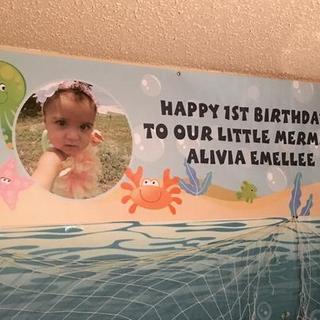 HAPPY 1ST BIRTHDA
TO OUR LITTLE MERM
ALIVIA EMELLEE